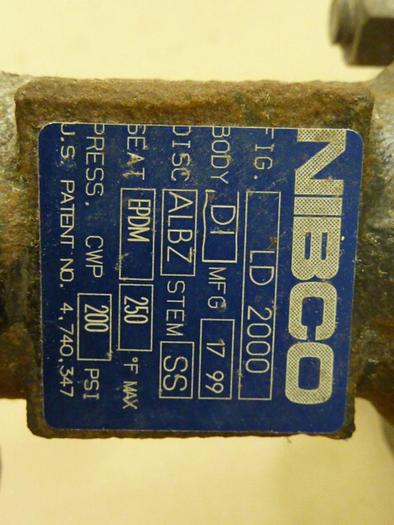 NIBCO
FIG. LD 2000
BODY DI MFG 17 99
DISC ALBZ STEM SS
SEAT EPDM 250 °F MAX
PRESS. CWP 200 PSI
U.S. PATENT NO. 4,740,347